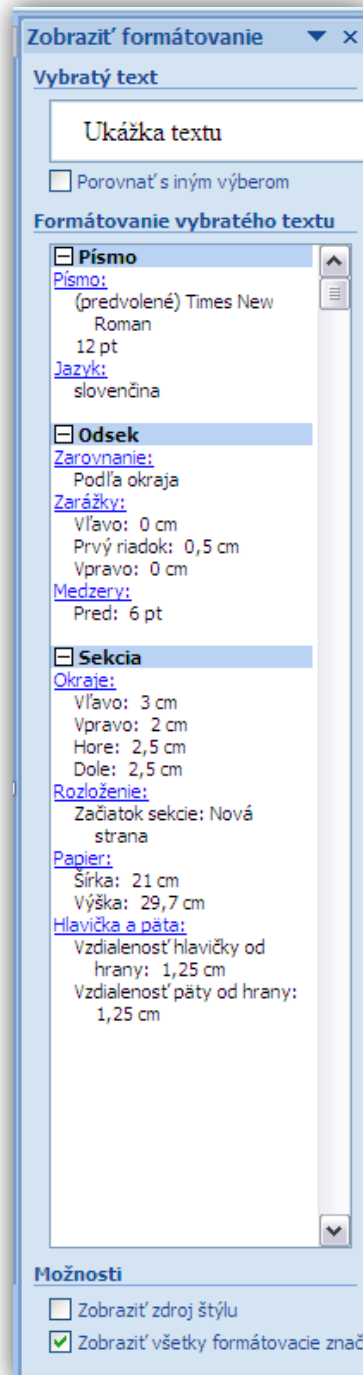 Zobraziť formátovanie
Vybratý text
Ukážka textu
Porovnať s iným výberom
Formátovanie vybratého textu
Písmo
Písmo:
(predvolené) Times New
Roman
12 pt
Jazyk:
slovenčina
Odsek
Zarovnanie:
Podľa okraja
Zarážky:
Vľavo: 0 cm
Prvý riadok: 0,5 cm
Vpravo: 0 cm
Medzery:
Pred: 6 pt
Sekcia
Okraje:
Vľavo: 3 cm
Vpravo: 2 cm
Hore: 2,5 cm
Dole: 2,5 cm
Rozloženie:
Začiatok sekcie: Nová
strana
Papier:
Šírka: 21 cm
Výška: 29,7 cm
Hlavička a päta:
Vzdialenosť hlavičky od
hrany: 1,25 cm
Vzdialenosť päty od hrany:
1,25 cm
Možnosti
Zobraziť zdroj štýlu
Zobraziť všetky formátovacie znač